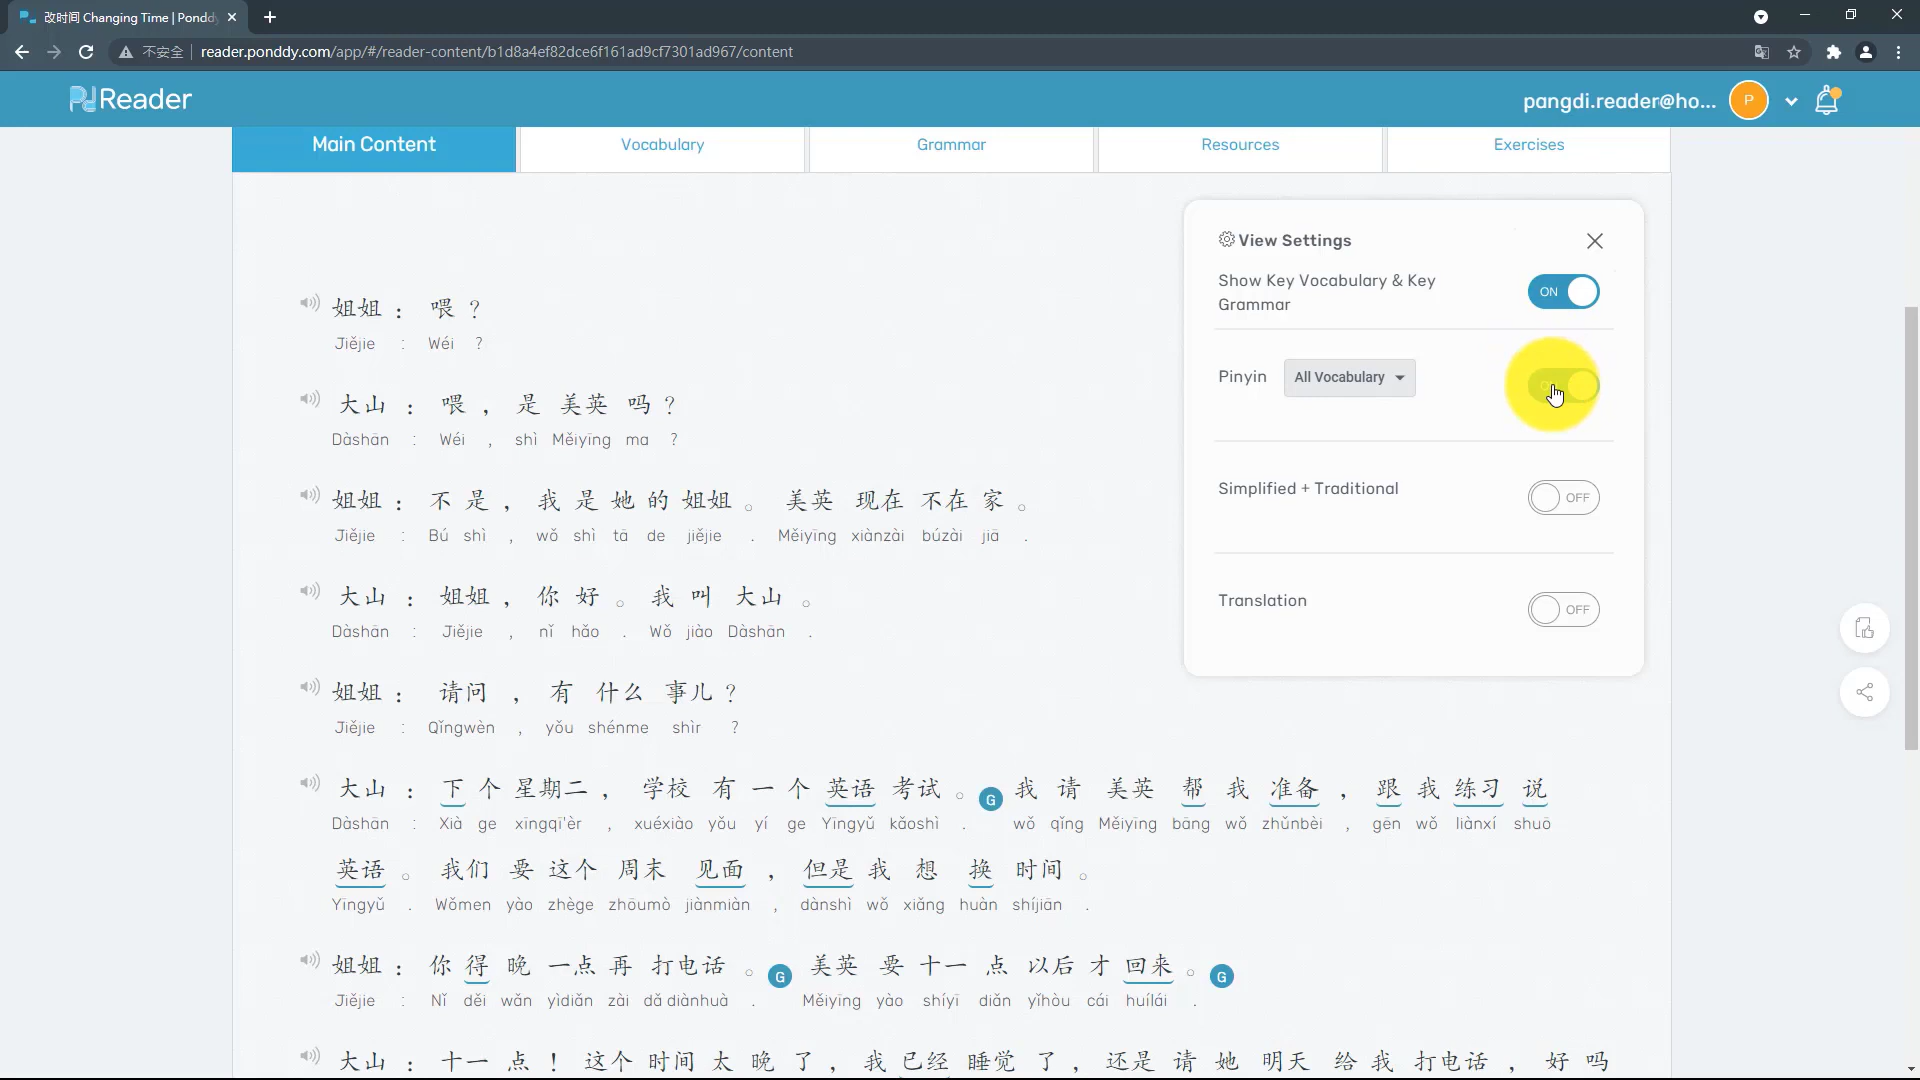 改时间 Changing Time | Pondd
不安全 reader.ponddy.com/app/#/reader-content/b1d8a4ef82dce6f161ad9cf7301ad967/content
Reader
pangdi.reader@ho... P
Main Content Vocabulary Grammar Resources Exercises
View Settings
Show Key Vocabulary & Key
Grammar
ON
Pinyin All Vocabulary
Simplified + Traditional OFF
Translation OFF
姐姐 : 喂 ?
Jiějie : Wéi ?
大山 : 喂 , 是 美英 吗 ?
Dàshān : Wéi , shì Měiyīng ma ?
姐姐 : 不 是 , 我 是 她 的 姐姐 。 美英 现在 不在 家 。
Jiějie : Bú shì , wǒ shì tā de jiějie . Měiyīng xiànzài búzài jiā .
大山 : 姐姐 , 你 好 。 我 叫 大山 。
Dàshān : Jiějie , nǐ hǎo . Wǒ jiào Dàshān .
姐姐 : 请问 , 有 什么 事儿 ?
Jiějie : Qǐngwèn , yǒu shénme shìr ?
大山 : 下 个 星期二 , 学校 有 一 个 英语 考试 。 G 我 请 美英 帮 我 准备 , 跟 我 练习 说
Dàshān : Xià ge xīngqī'èr , xuéxiào yǒu yí ge Yīngyǔ kǎoshì . wǒ qǐng Měiyīng bāng wǒ zhǔnbèi , gēn wǒ liànxí shuō
英语 。 我们 要 这个 周末 见面 , 但是 我 想 换 时间 。
Yīngyǔ . Wǒmen yào zhège zhōumò jiànmiàn , dànshì wǒ xiǎng huàn shíjiān .
姐姐 : 你 得 晚 一点 再 打电话 。 G 美英 要 十一 点 以后 才 回来 。 G
Jiějie : Nǐ děi wǎn yìdiǎn zài dǎ diànhuà . Měiyīng yào shíyī diǎn yǐhòu cái huílái .
大山 : 十一 点 ! 这个 时间 太 晚 了 , 我 已经 睡觉 了 , 还是 请 她 明天 给 我 打电话 , 好 吗